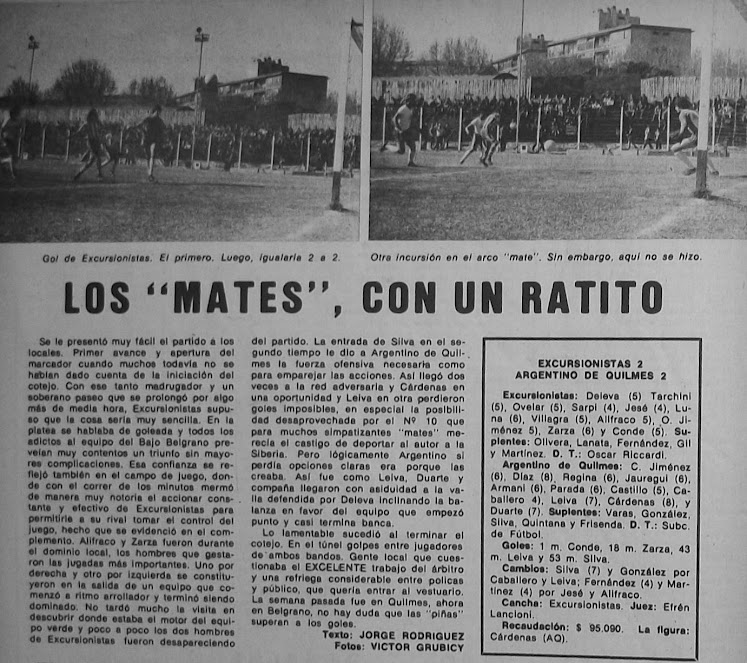 Gol de Excursionistas. El primero. Luego, igualaría 2 a 2.
Otra incursión en el arco "mate". Sin embargo, aquí no se hizo.
LOS "MATES", CON UN RATITO
Se le presentó muy fácil el partido a los
locales. Primer avance y apertura del
marcador cuando muchos todavía no se
habían dado cuenta de la iniciación del
cotejo. Con ese tanto madrugador y un
soberano paseo que se prolongó por algo
más de media hora, Excursionistas supu-
so que la cosa sería muy sencilla. En la
platea se hablaba de goleada y todos los
adictos al equipo del Bajo Belgrano pre-
veían muy contentos un triunfo sin mayo-
res complicaciones. Esa confianza se re-
flejó también en el campo de juego, don-
de con el correr de los minutos mermó
de manera muy notoria el accionar cons-
tante y efectivo de Excursionistas para
permitirle a su rival tomar el control del
juego, hecho que se evidenció en el com-
plemento. Alifraco y Zarza fueron durante
el dominio local, los hombres que gesta-
ron las jugadas más importantes. Uno por
derecha y otro por izquierda se constitu-
yeron en la salida de un equipo que co-
menzó a ritmo arrollador y terminó siendo
dominado. No tardó mucho la visita en
descubrir donde estaba el motor del equi-
po verde y poco a poco los dos hombres
de Excursionistas fueron desapareciendo
del partido. La entrada de Silva en el se-
gundo tiempo le dio a Argentino de Quil-
mes la fuerza ofensiva necesaria como
para emparejar las acciones. Así llegó dos
veces a la red adversaria y Cárdenas en
una oportunidad y Leiva en otra perdieron
goles imposibles, en especial la posibili-
dad desaprovechada por el Nº 10 que
para muchos simpatizantes "mates" me-
recía el castigo de deportar al autor a la
Siberia. Pero lógicamente Argentino si
perdía opciones claras era porque las
creaba. Así fue como Leiva, Duarte y
compaña llegaron con asiduidad a la va-
lla defendida por Deleva inclinando la ba-
lanza en favor del equipo que empezó
punto y casi termina banca.
Lo lamentable sucedió al terminar el
cotejo. En el túnel golpes entre jugadores
de ambos bandos. Gente local que cues-
tionaba el EXCELENTE trabajo del árbitro
y una refriega considerable entre policas
y público, que quería entrar al vestuario.
La semana pasada fue en Quilmes, ahora
en Belgrano, no hay duda que las "piñas"
superan a los goles.
Texto: JORGE RODRIGUEZ
Fotos: VICTOR GRUBICY
EXCURSIONISTAS 2
ARGENTINO DE QUILMES 2
Excursionistas: Deleva (5) Tarchini
(5), Ovelar (5), Sarpi (4), Jesé (4), Lu-
na (6), Villagra (5), Alifraco 5), O. Ji-
ménez 5), Zarza (6) y Conde (5). Su-
plentes: Olivera, Lanata, Fernández, Gil
y Martínez. D. T.: Oscar Riccardi.
Argentino de Quilmes: C. Jiménez
(6), Díaz (8), Regina (6), Jauregui (6),
Armani (6), Parada (6), Castillo (5), Ca-
ballero 4), Leiva (7), Cárdenas (8), y
Duarte (7). Suplentes: Varas, González,
Silva, Quintana y Frisenda. D. T.: Subc.
de Fútbol.
Goles: 1 m. Conde, 18 m. Zarza, 43
m. Leiva y 53 m. Silva.
Cambios: Silva (7) y González por
Caballero y Leiva; Fernández (4) y Mar-
tínez (4) por Jesé y Alifraco.
Cancha: Excursionistas. Juez: Efrén
Lancioni.
Recaudación: $ 95.090. La figura:
Cárdenas (AQ).